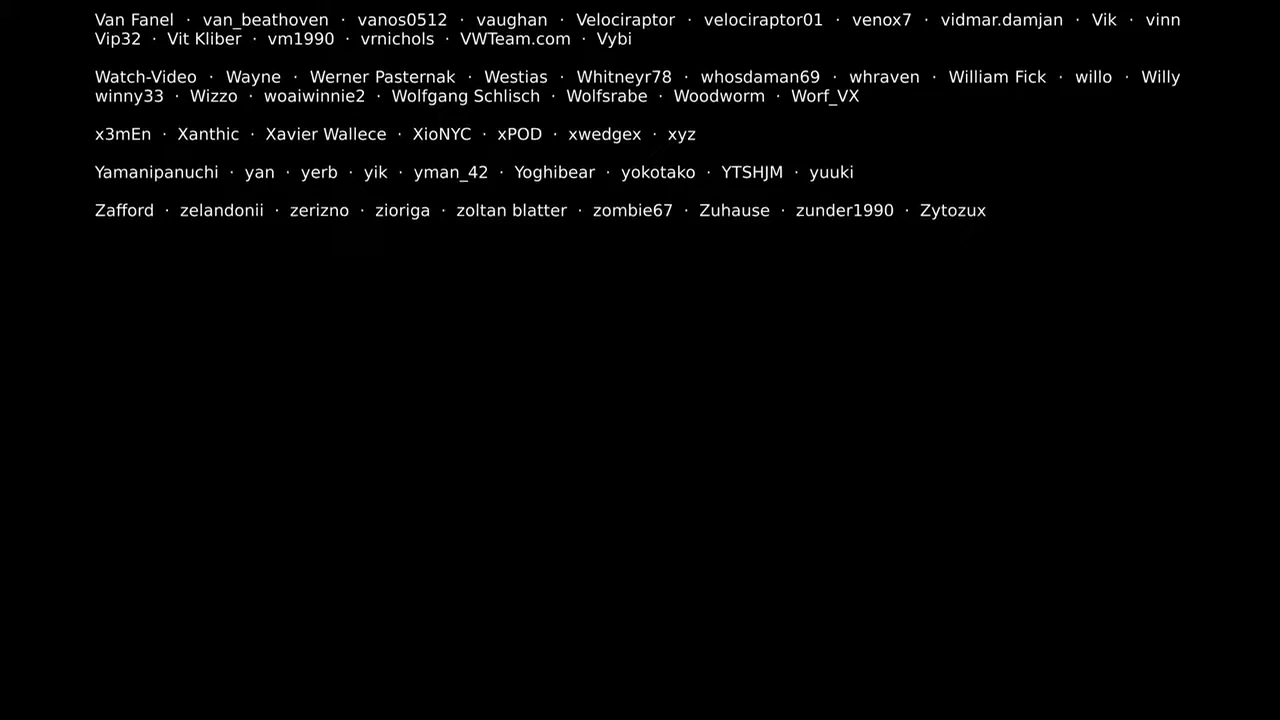 Van Fanel · van_beathoven · vanos0512 · vaughan · Velociraptor · velociraptor01 · venox7 · vidmar.damjan · Vik · vinn
Vip32 · Vit Kliber · vm1990 · vrnichols · VWTeam.com · Vybi
Watch-Video · Wayne · Werner Pasternak · Westias · Whitneyr78 · whosdaman69 · whraven · William Fick · willo · Willy
winny33 · Wizzo · woaiwinnie2 · Wolfgang Schlisch · Wolfsrabe · Woodworm · Worf_VX
x3mEn · Xanthic · Xavier Wallece · XioNYC · xPOD · xwedgex · xyz
Yamanipanuchi · yan · yerb · yik · yman_42 · Yoghibear · yokotako · YTSHJM · yuuki
Zafford · zelandonii · zerizno · zioriga · zoltan blatter · zombie67 · Zuhause · zunder1990 · Zytozux